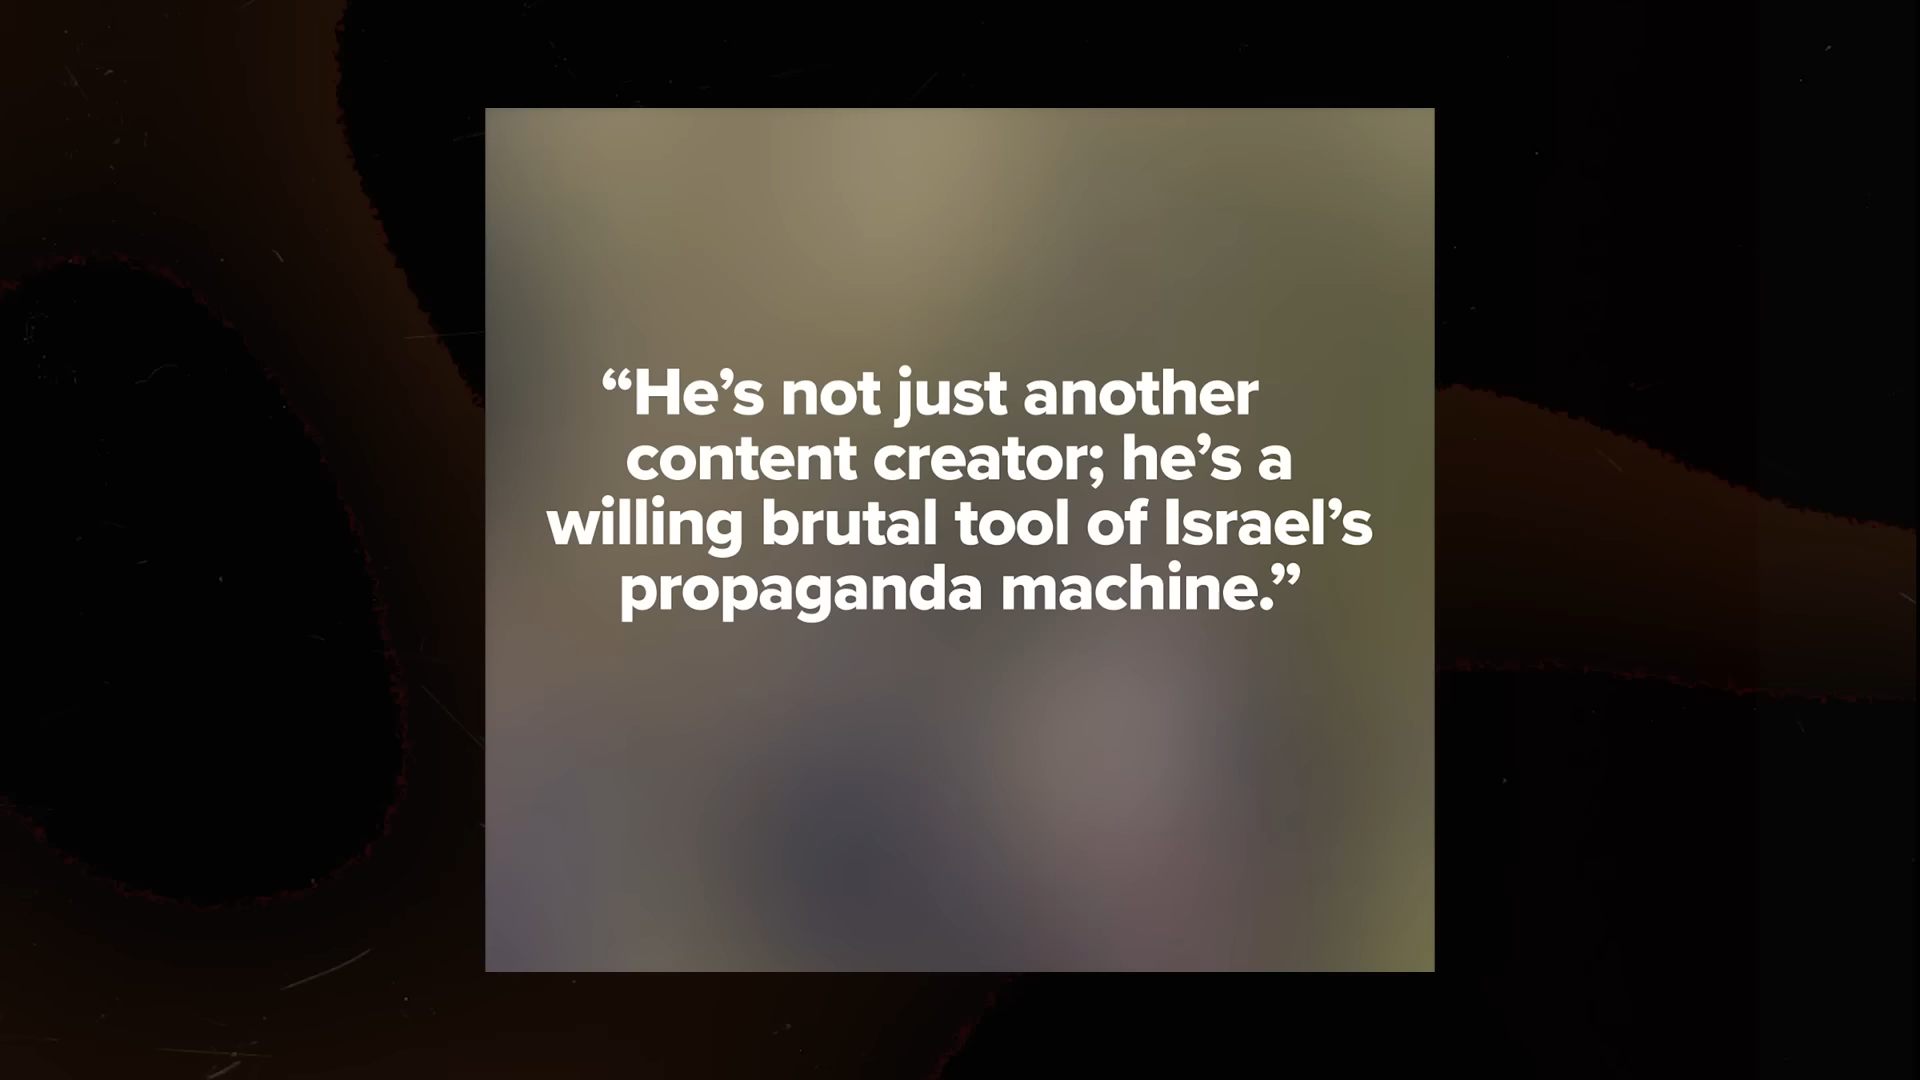 “He’s not just another
content creator; he’s a
willing brutal tool of Israel’s
propaganda machine.”